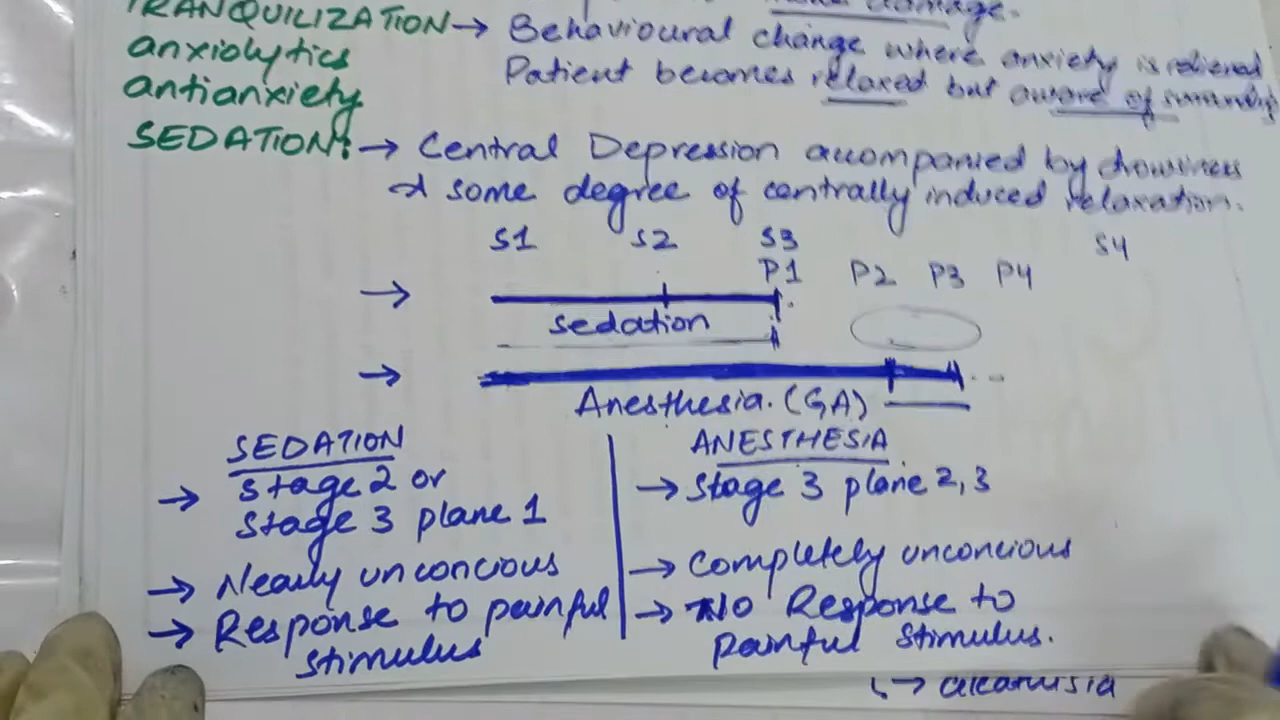 TRANQUILIZATION → Behavioural change where anxiety is relieved
anxiolytics
Patient becomes relaxed but aware of
antianxiety
SEDATION: → Central Depression accompanied by drowsiness
& some degree of centrally induced relaxation.
S1 S2 S3 S4
P1 P2 P3 P4
→
sedation
→
Anesthesia. (GA)
SEDATION
→ Stage 2 or
Stage 3 plane 1
→ Nearly unconcious
→ Response to painful
stimulus
ANESTHESIA
→ Stage 3 plane 2,3
→ Completely unconcious
→ No Response to
Painful stimulus.